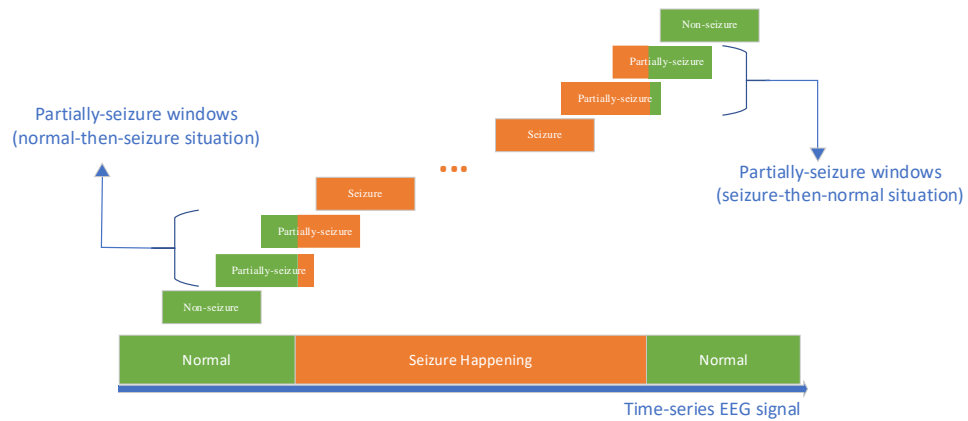 Non-seizure
Partially-seizure
Partially-seizure
Seizure
Partially-seizure windows
(normal-then-seizure situation)
Partially-seizure windows
(seizure-then-normal situation)
...
Seizure
Partially-seizure
Partially-seizure
Non-seizure
Normal
Seizure Happening
Normal
Time-series EEG signal